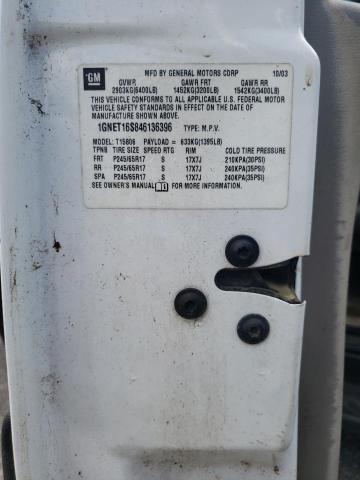 GM
MFD BY GENERAL MOTORS CORP 10/03
GVWR GAWR FRT GAWR RR
2903KG(6400LB) 1452KG(3200LB) 1542KG(3400LB)
THIS VEHICLE CONFORMS TO ALL APPLICABLE U.S. FEDERAL MOTOR
VEHICLE SAFETY STANDARDS IN EFFECT ON THE DATE OF
MANUFACTURE SHOWN ABOVE.
1GNET16S846136396 TYPE: M.P.V.
MODEL: T15806 PAYLOAD = 633KG(1395LB)
TPNB TIRE SIZE SPEED RTG RIM COLD TIRE PRESSURE
FRT P245/65R17 S 17X7J 210KPA(30PSI)
RR P245/65R17 S 17X7J 240KPA(35PSI)
SPA P245/65R17 S 17X7J 240KPA(35PSI)
SEE OWNER'S MANUAL FOR MORE INFORMATION.